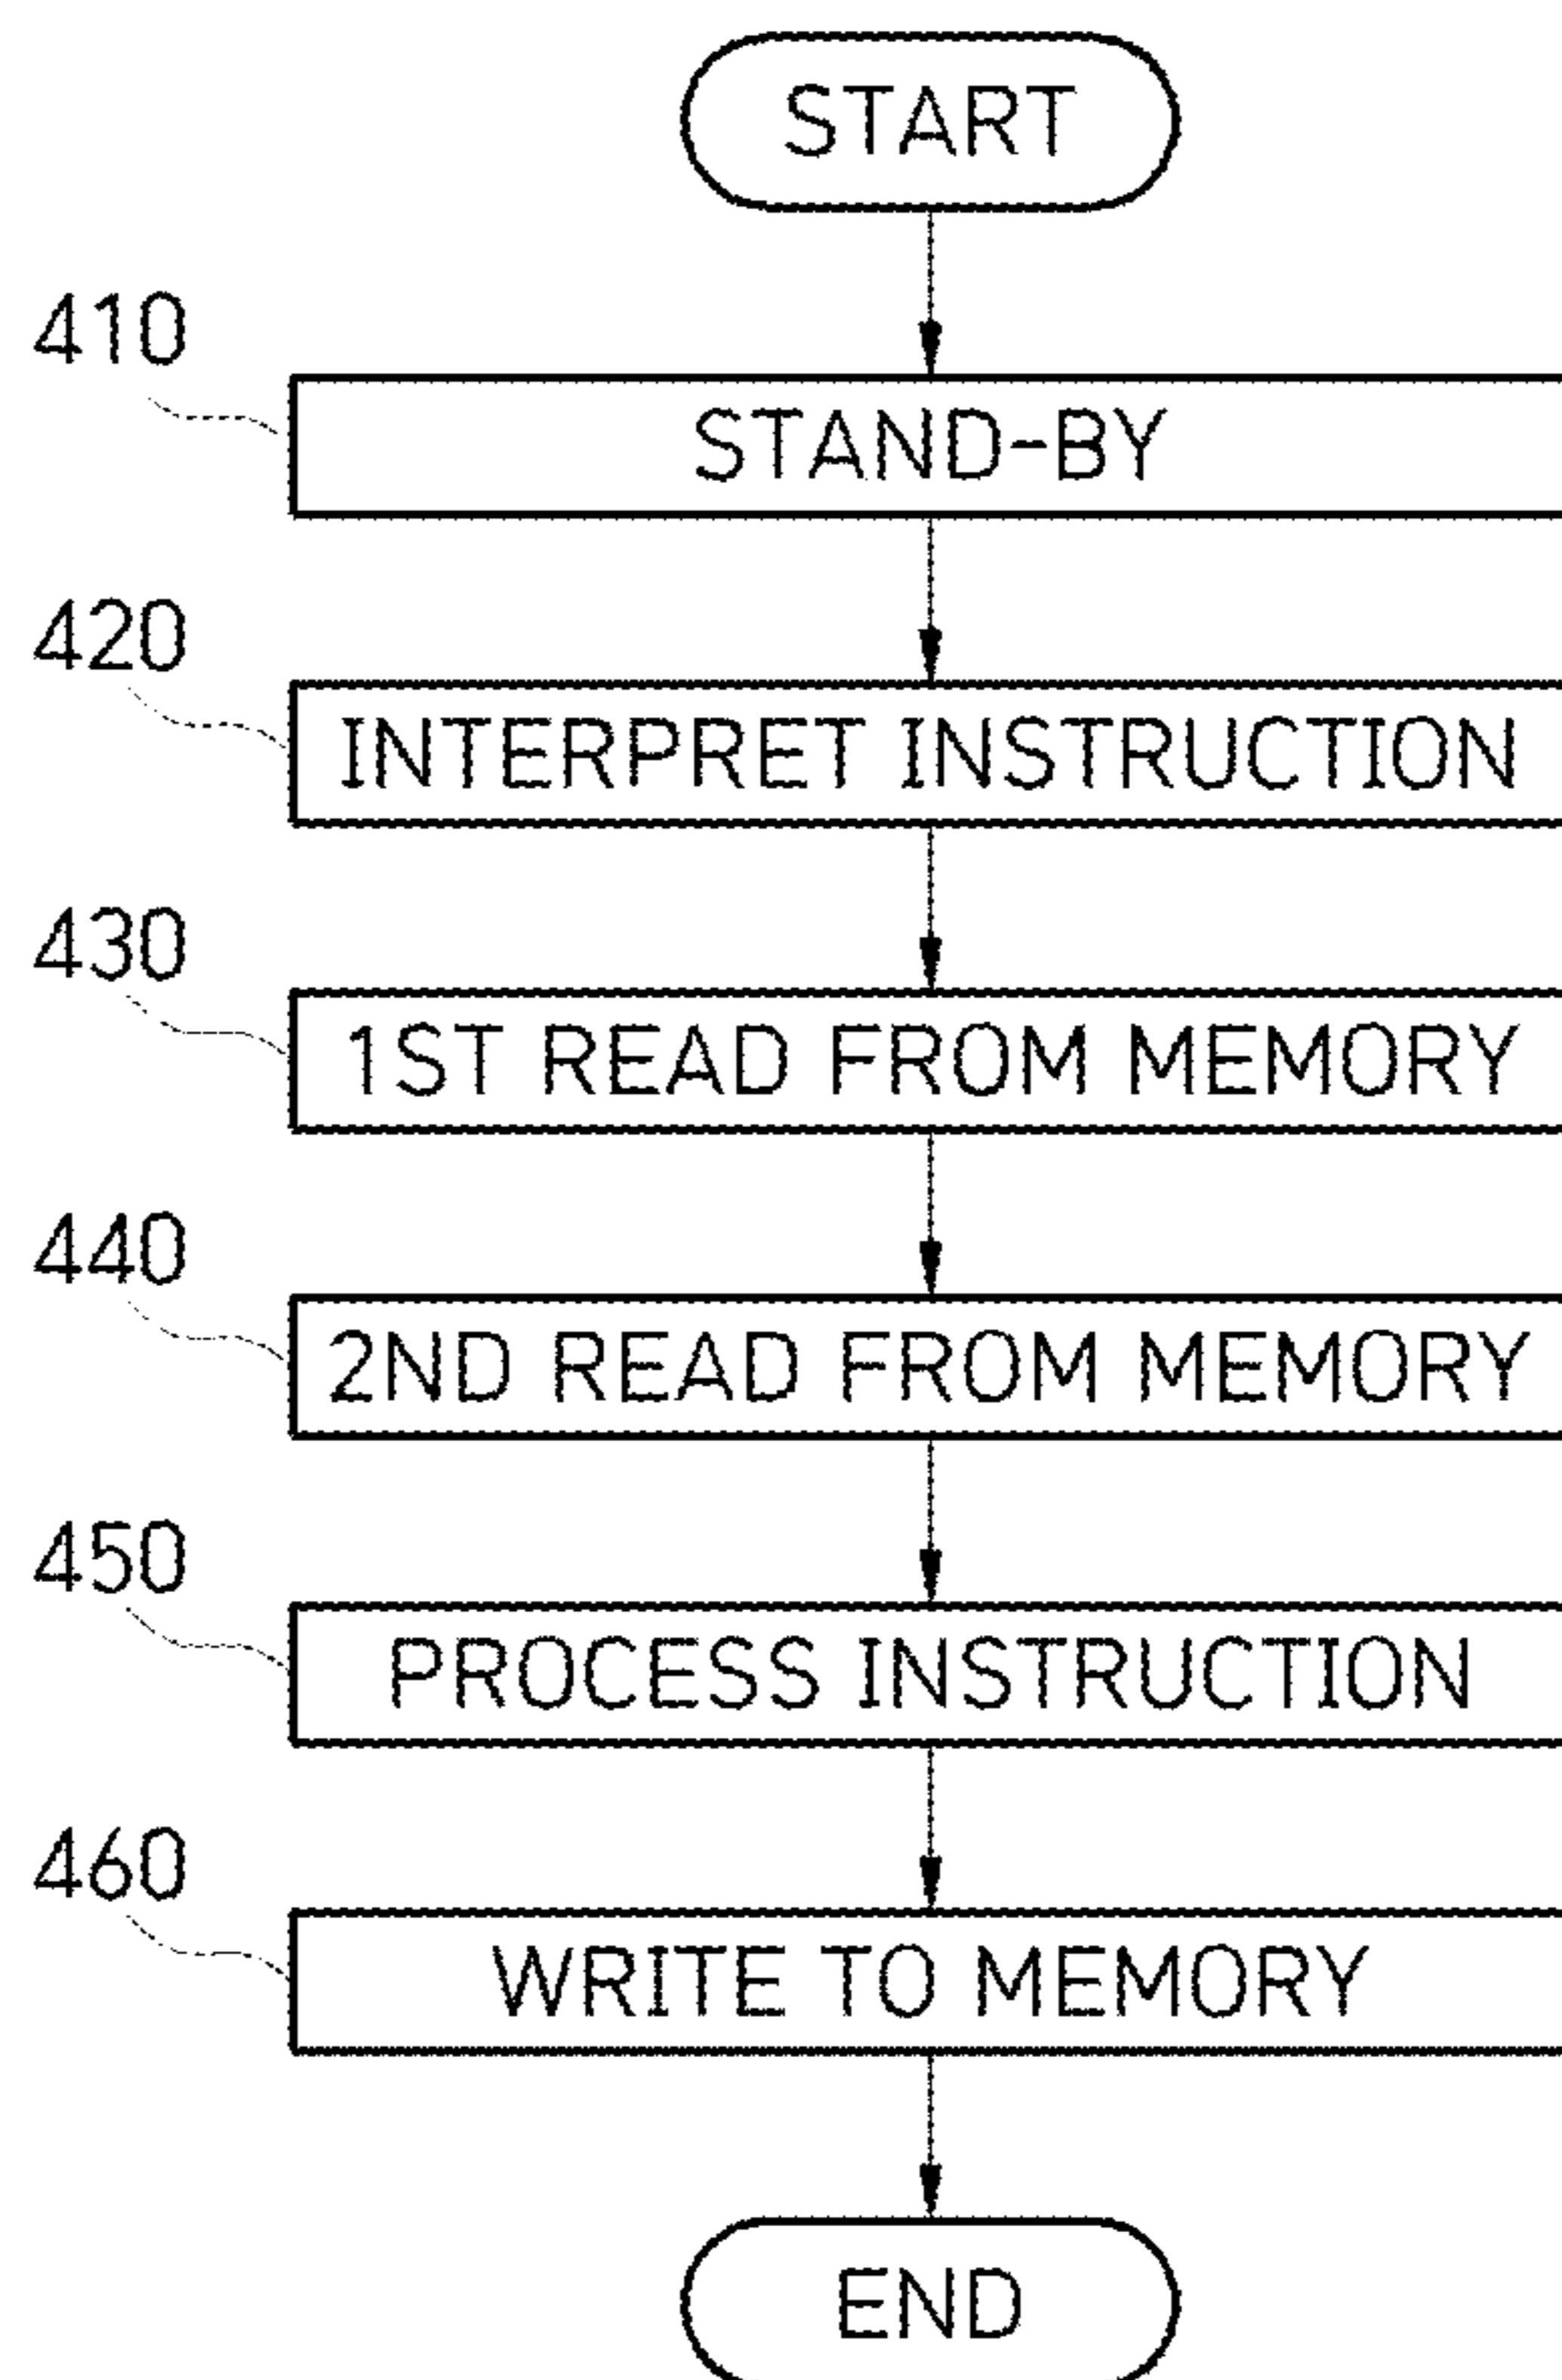 START
410
STAND-BY
420
INTERPRET INSTRUCTION
430
1ST READ FROM MEMORY
440
2ND READ FROM MEMORY
450
PROCESS INSTRUCTION
460
WRITE TO MEMORY
END